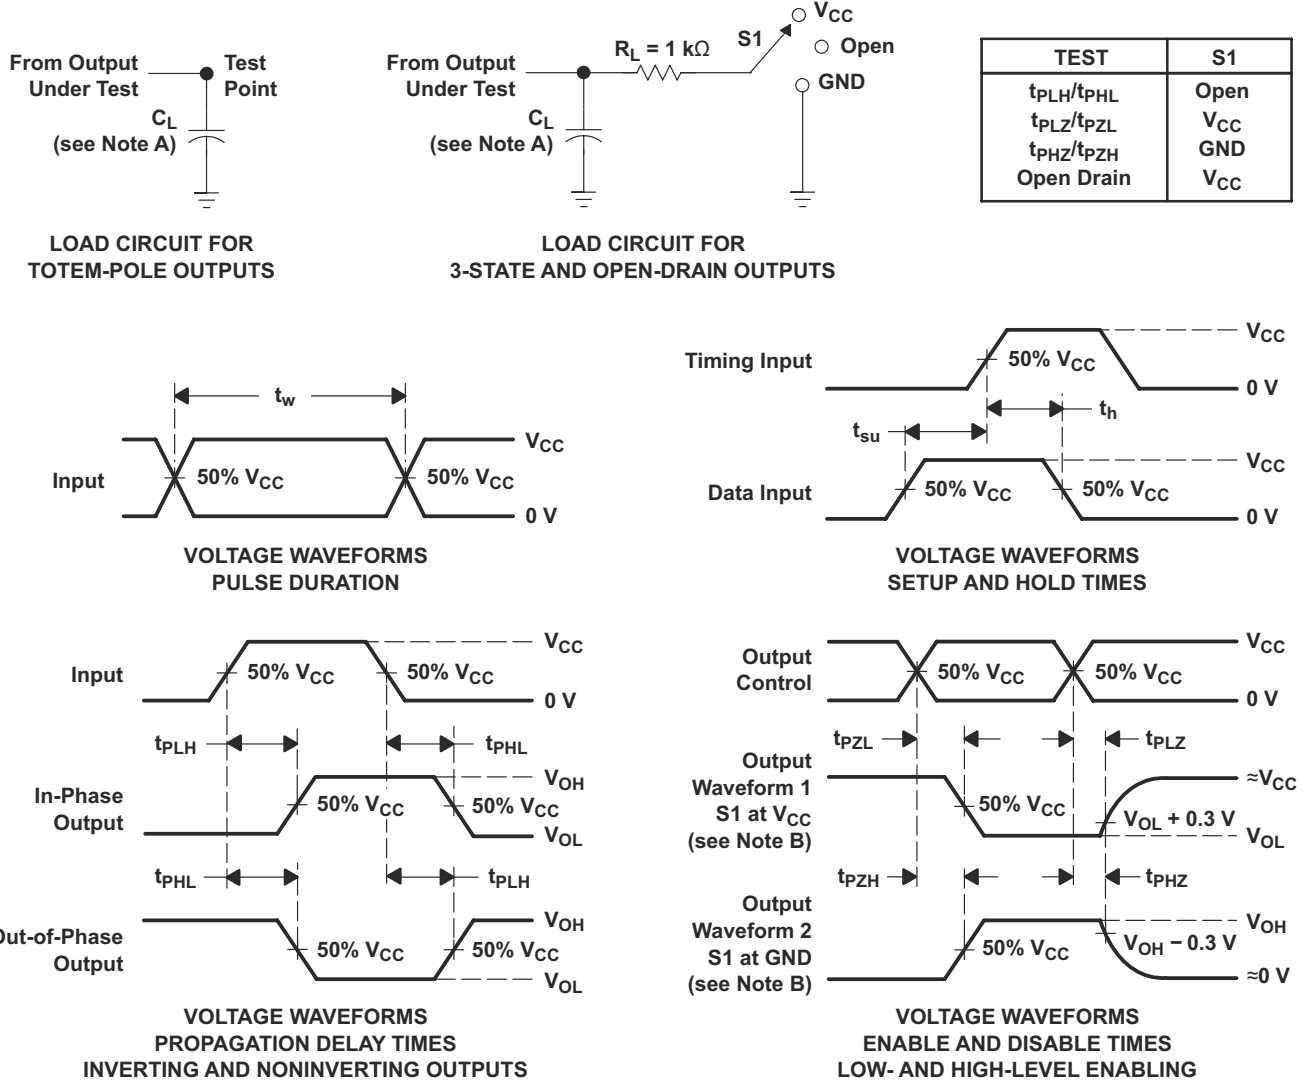 From Output
Under Test
Test
Point
CL
(see Note A)
LOAD CIRCUIT FOR
TOTEM-POLE OUTPUTS
From Output
Under Test
RL = 1 kΩ
S1
VCC
Open
GND
CL
(see Note A)
LOAD CIRCUIT FOR
3-STATE AND OPEN-DRAIN OUTPUTS
TEST S1
tPLH/tPHL Open
tPLZ/tPZL VCC
tPHZ/tPZH GND
Open Drain VCC
tw
Input
50% VCC
50% VCC
VCC
0 V
VOLTAGE WAVEFORMS
PULSE DURATION
Timing Input
50% VCC
VCC
0 V
tsu
th
Data Input
50% VCC
50% VCC
VCC
0 V
VOLTAGE WAVEFORMS
SETUP AND HOLD TIMES
Input
50% VCC
50% VCC
VCC
0 V
tPLH
tPHL
In-Phase
Output
50% VCC
50% VCC
VOH
VOL
tPHL
tPLH
Out-of-Phase
Output
50% VCC
50% VCC
VOH
VOL
VOLTAGE WAVEFORMS
PROPAGATION DELAY TIMES
INVERTING AND NONINVERTING OUTPUTS
Output
Control
50% VCC
50% VCC
VCC
0 V
tPZL
tPLZ
Output
Waveform 1
S1 at VCC
(see Note B)
50% VCC
VOL + 0.3 V
≈VCC
VOL
tPZH
tPHZ
Output
Waveform 2
S1 at GND
(see Note B)
50% VCC
VOH − 0.3 V
VOH
≈0 V
VOLTAGE WAVEFORMS
ENABLE AND DISABLE TIMES
LOW- AND HIGH-LEVEL ENABLING